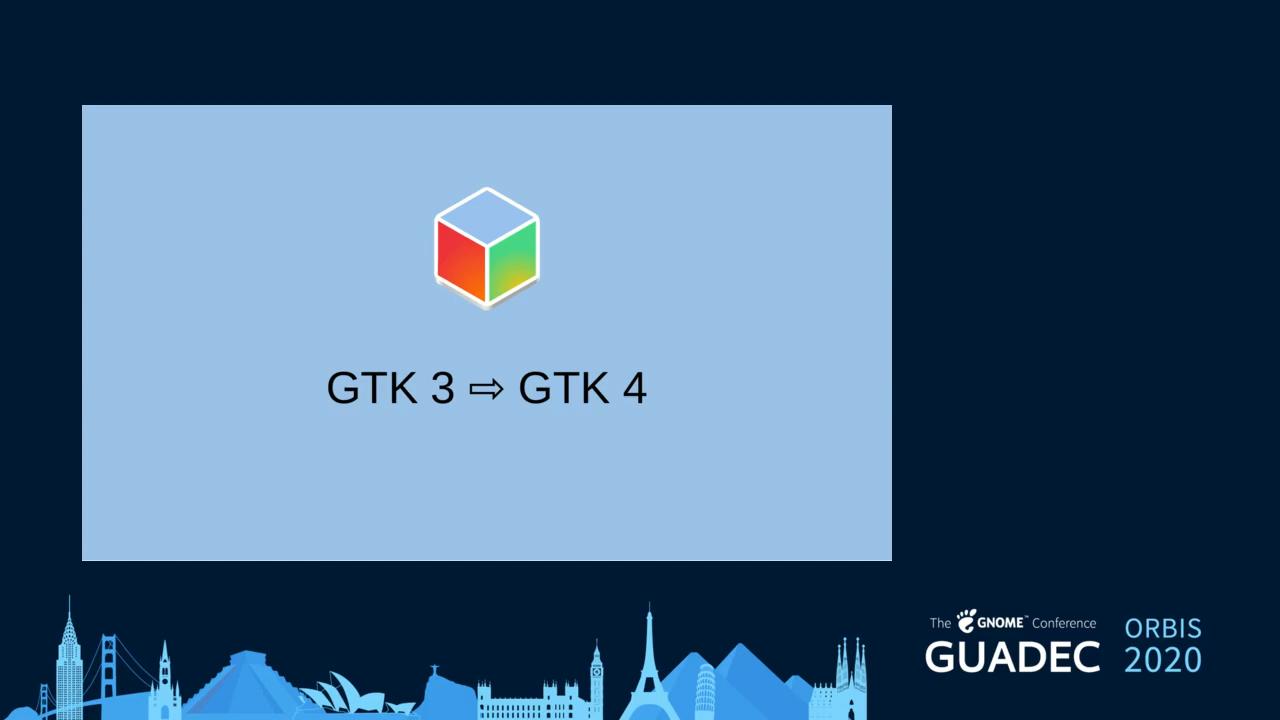 GTK 3 ⇨ GTK 4
The GNOME™ Conference
GUADEC
ORBIS
2020